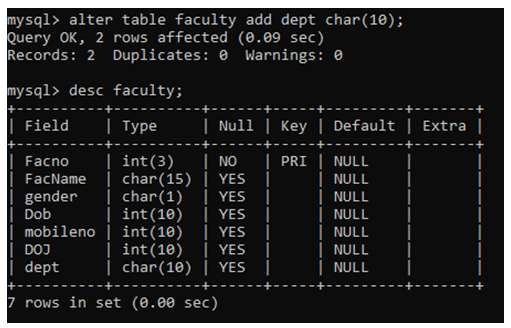 mysql> alter table faculty add dept char(10);
Query OK, 2 rows affected (0.09 sec)
Records: 2  Duplicates: 0  Warnings: 0

mysql> desc faculty;
+----------+----------+------+-----+---------+-------+
| Field    | Type     | Null | Key | Default | Extra |
+----------+----------+------+-----+---------+-------+
| Facno    | int(3)   | NO   | PRI | NULL    |       |
| FacName  | char(15) | YES  |     | NULL    |       |
| gender   | char(1)  | YES  |     | NULL    |       |
| Dob      | int(10)  | YES  |     | NULL    |       |
| mobileno | int(10)  | YES  |     | NULL    |       |
| DOJ      | int(10)  | YES  |     | NULL    |       |
| dept     | char(10) | YES  |     | NULL    |       |
+----------+----------+------+-----+---------+-------+
7 rows in set (0.00 sec)